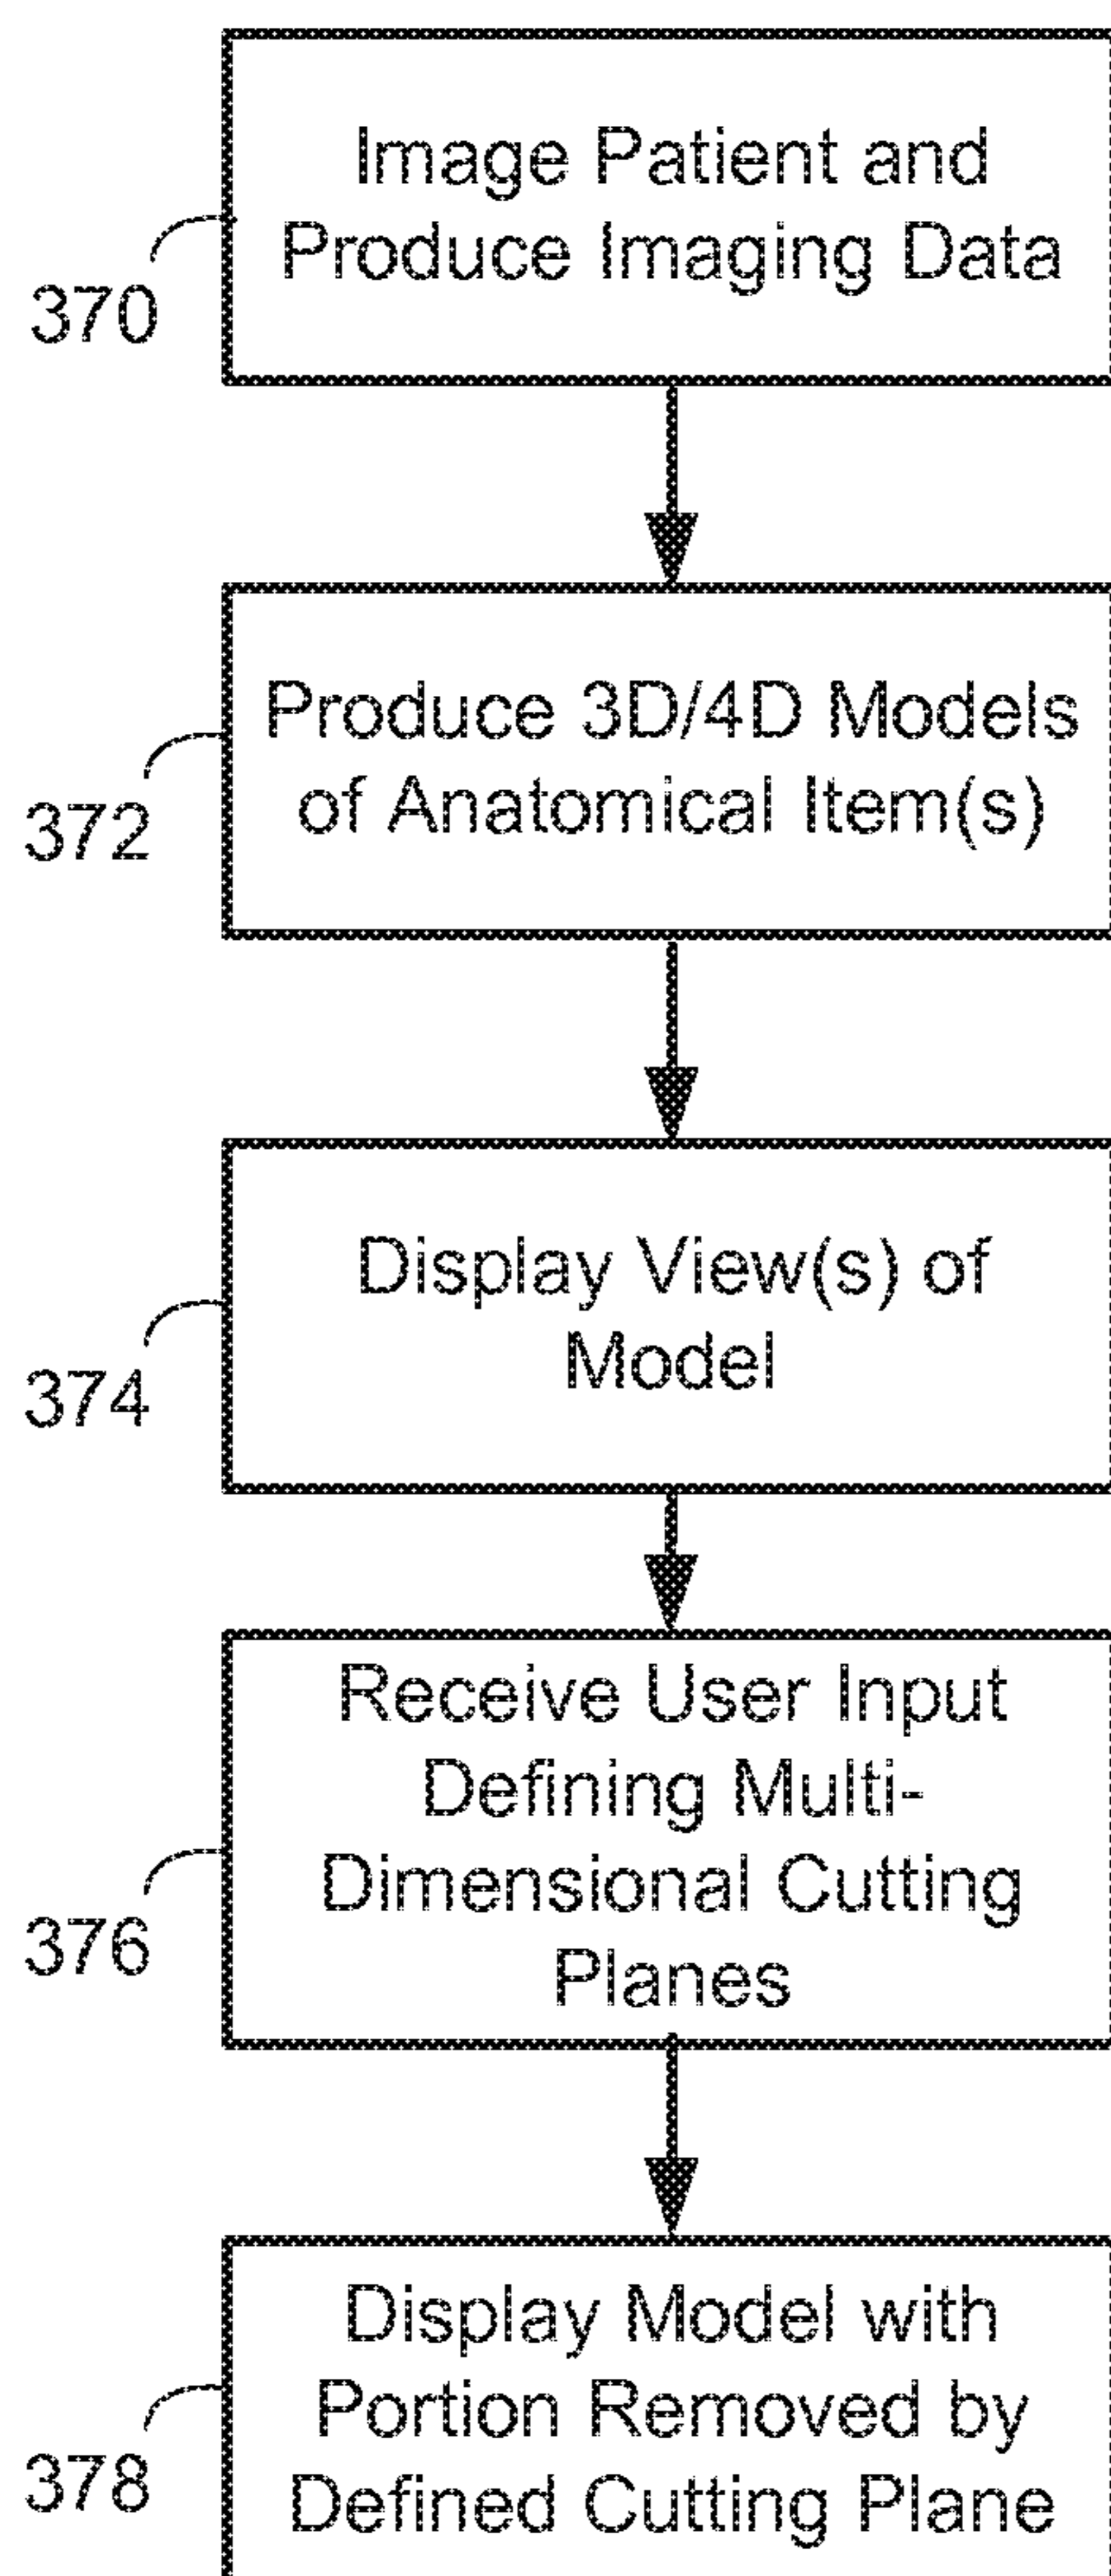 Image Patient and
Produce Imaging Data
370
Produce 3D/4D Models
of Anatomical Item(s)
372
Display View(s) of
Model
374
Receive User Input
Defining Multi-
Dimensional Cutting
Planes
376
Display Model with
Portion Removed by
Defined Cutting Plane
378